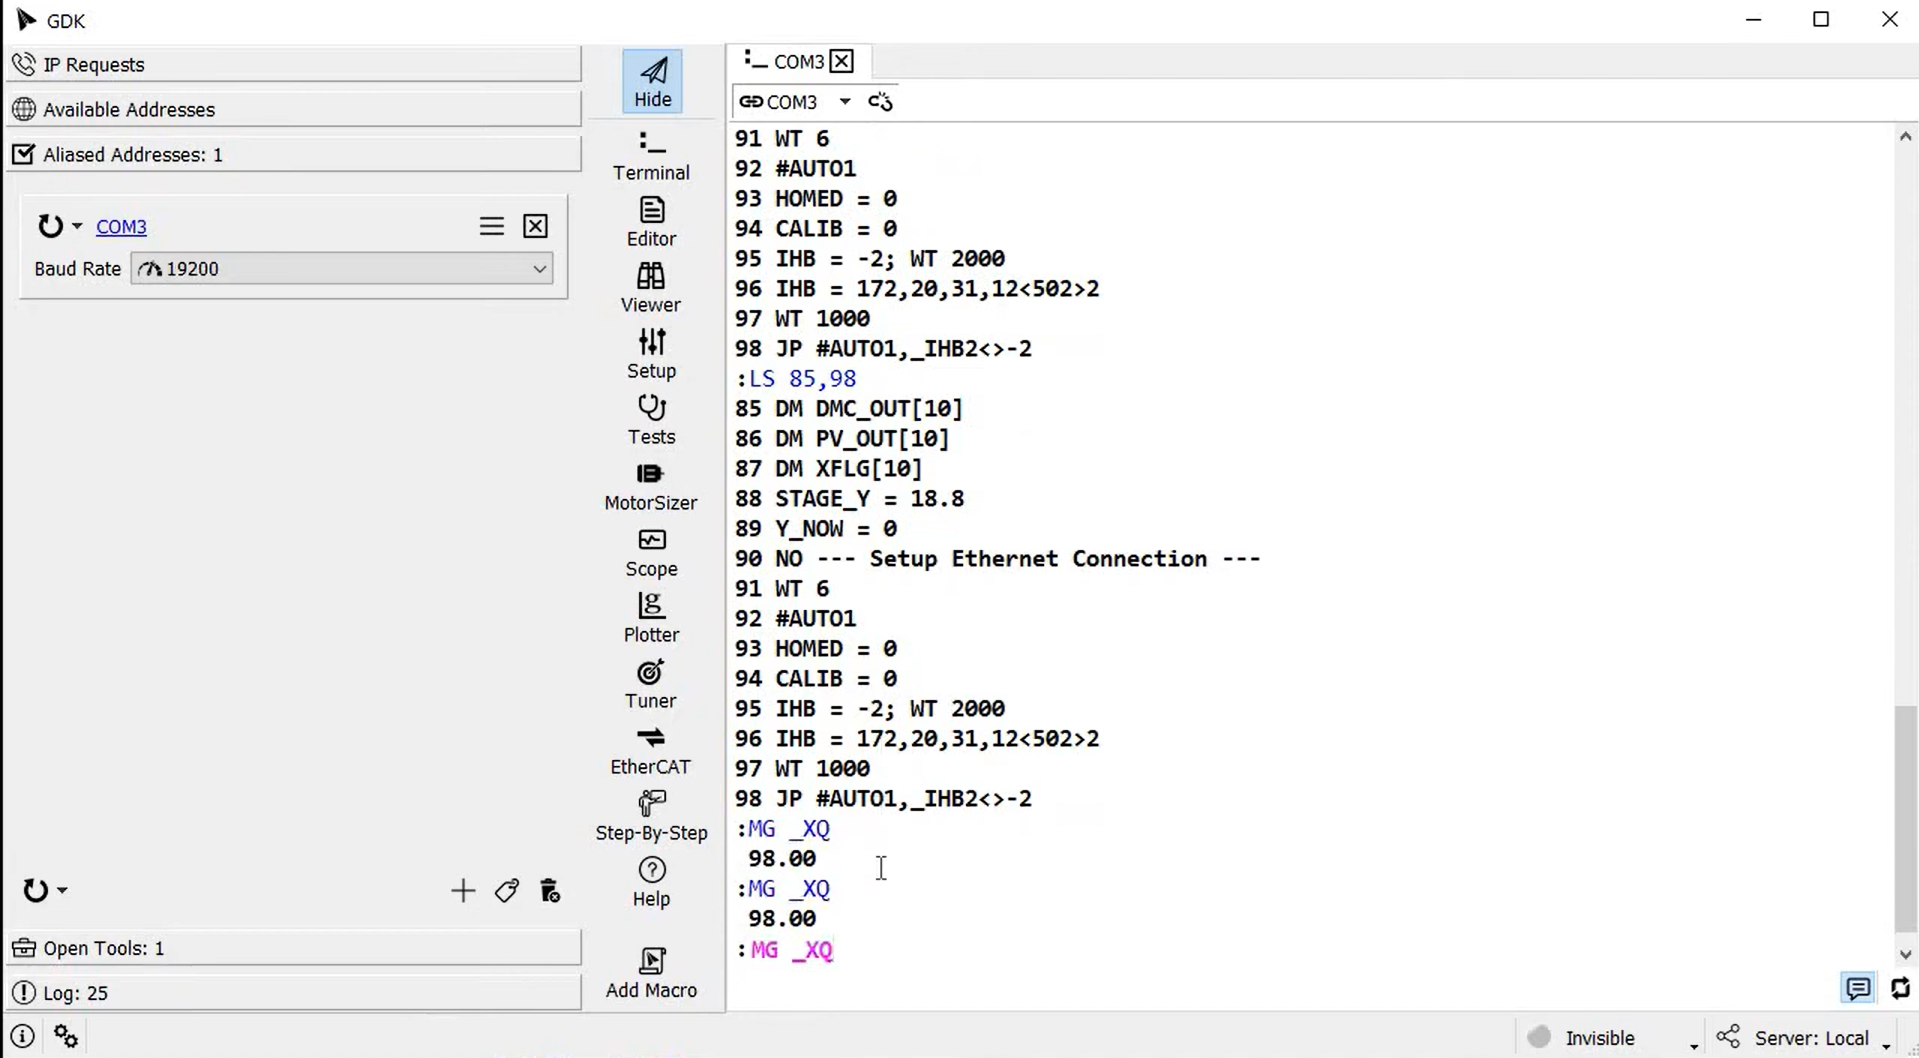 GDK
IP Requests
Available Addresses
Aliased Addresses: 1
COM3
Baud Rate 19200
Open Tools: 1
Log: 25
Hide
Terminal
Editor
Viewer
Setup
Tests
MotorSizer
Scope
Plotter
Tuner
EtherCAT
Step-By-Step
Help
Add Macro
COM3
COM3
91 WT 6
92 #AUTO1
93 HOMED = 0
94 CALIB = 0
95 IHB = -2; WT 2000
96 IHB = 172,20,31,12<502>2
97 WT 1000
98 JP #AUTO1,_IHB2<>-2
:LS 85,98
85 DM DMC_OUT[10]
86 DM PV_OUT[10]
87 DM XFLG[10]
88 STAGE_Y = 18.8
89 Y_NOW = 0
90 NO --- Setup Ethernet Connection ---
91 WT 6
92 #AUTO1
93 HOMED = 0
94 CALIB = 0
95 IHB = -2; WT 2000
96 IHB = 172,20,31,12<502>2
97 WT 1000
98 JP #AUTO1,_IHB2<>-2
:MG _XQ
98.00
:MG _XQ
98.00
:MG _XQ
Invisible
Server: Local